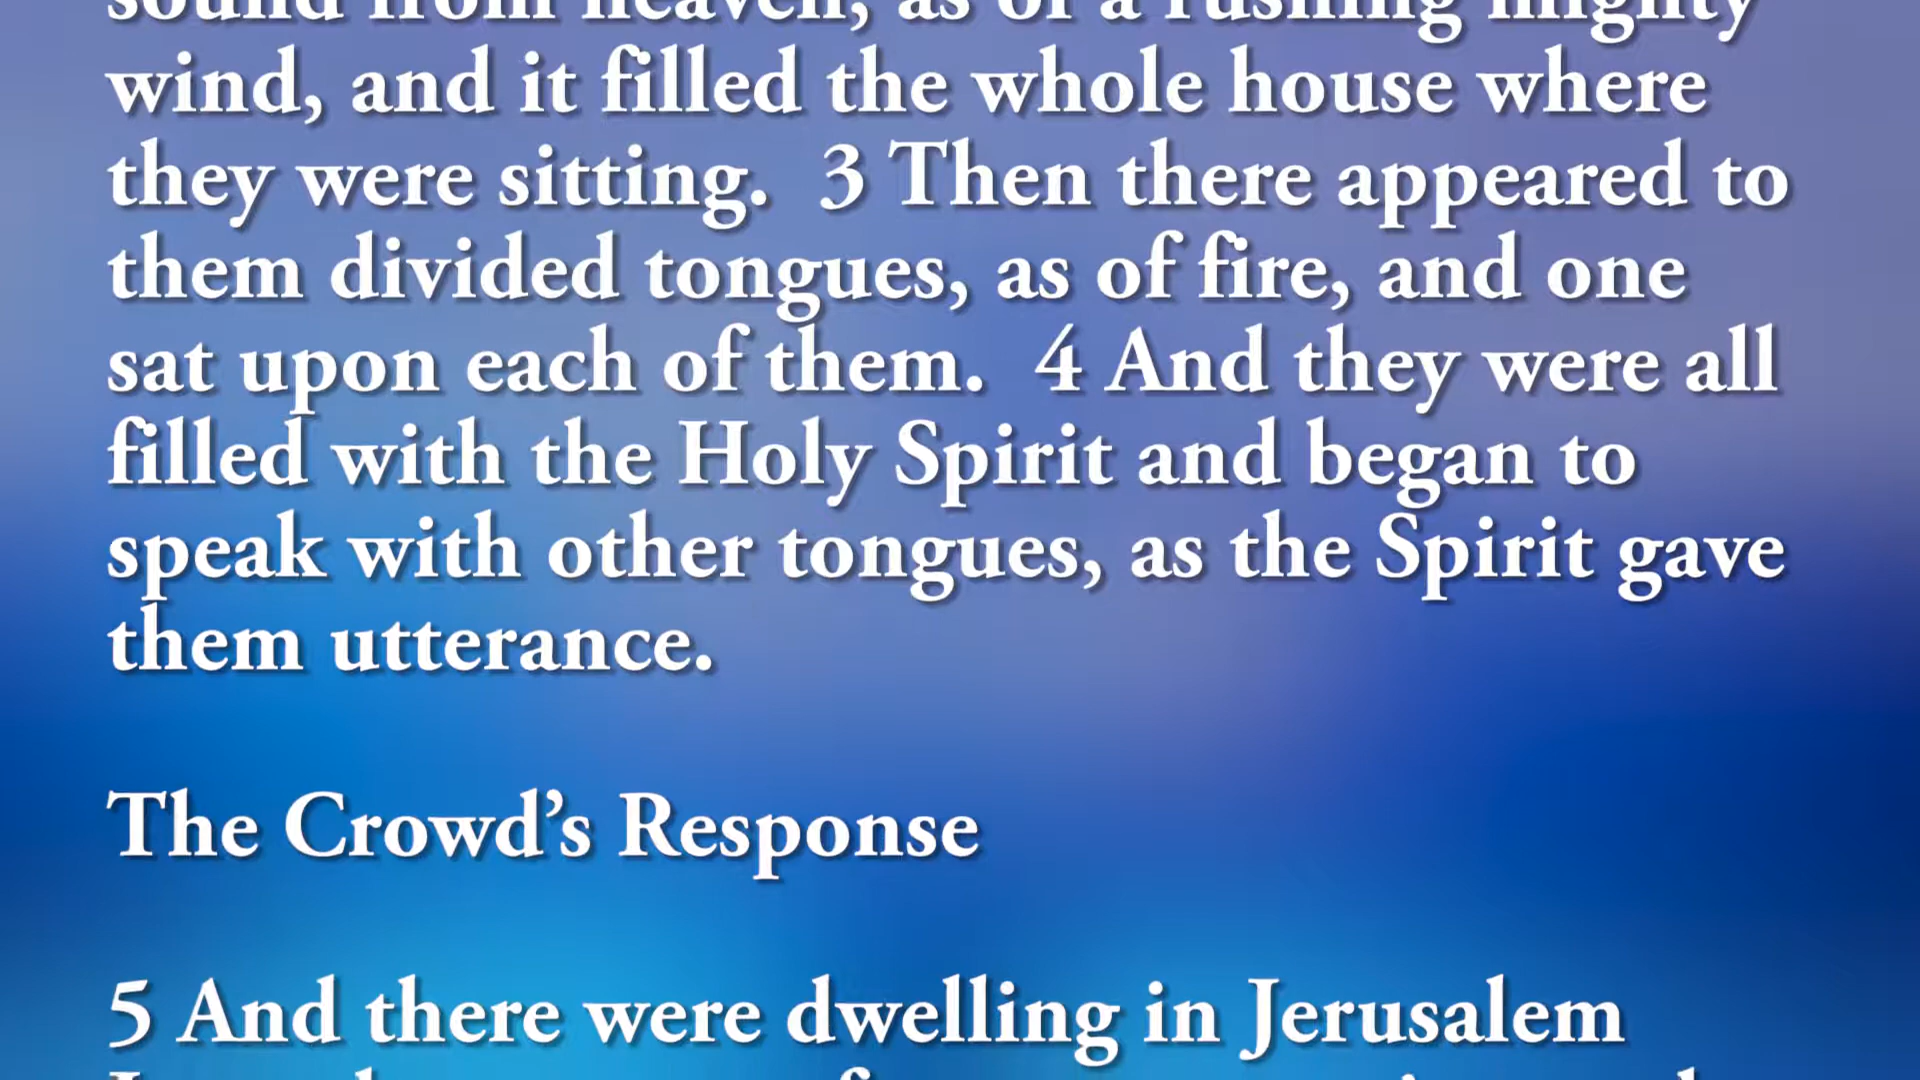 sound from heaven, as of a rushing mighty
wind, and it filled the whole house where
they were sitting. 3 Then there appeared to
them divided tongues, as of fire, and one
sat upon each of them. 4 And they were all
filled with the Holy Spirit and began to
speak with other tongues, as the Spirit gave
them utterance.
The Crowd’s Response
5 And there were dwelling in Jerusalem